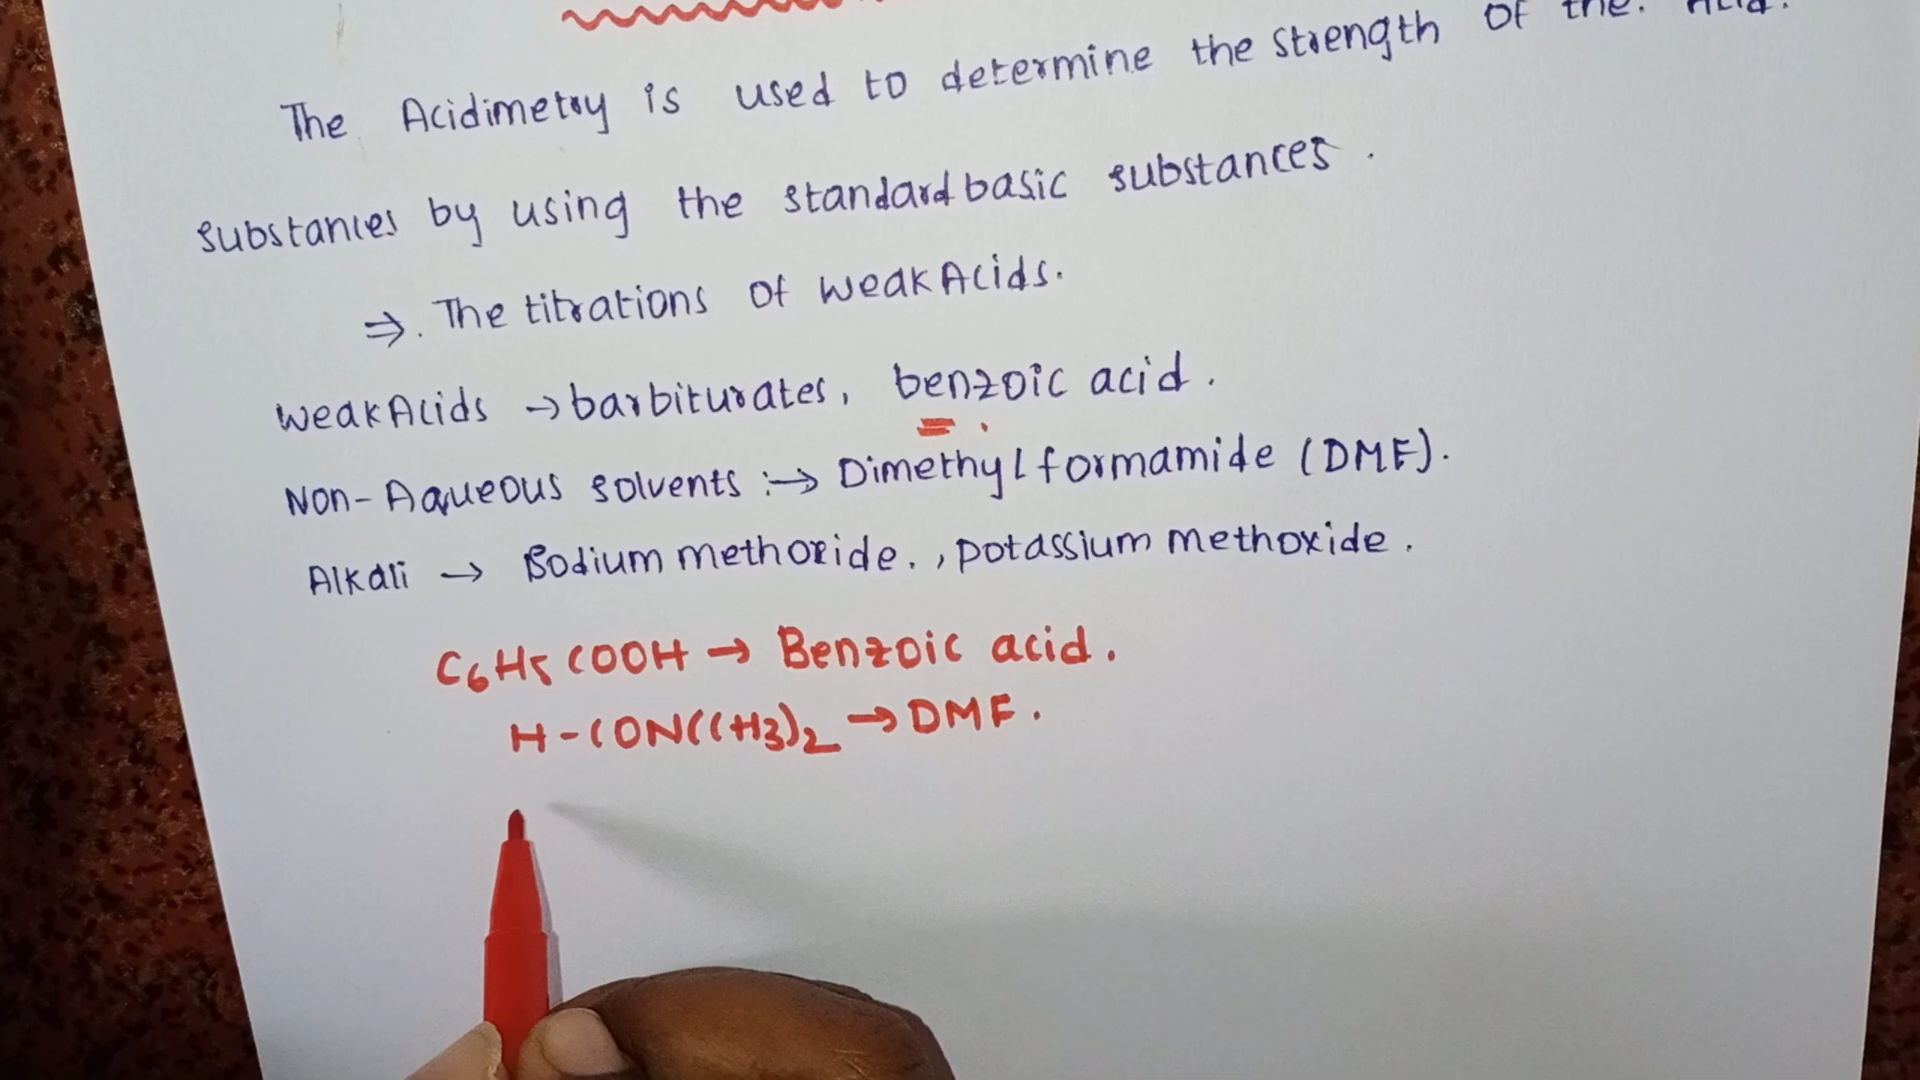 The Acidimetry is used to determine the strength of the. Acid.
substances by using the standard basic substances.
⇒. The titrations of weak Acids.
weak Acids → barbiturates, benzoic acid.
Non-Aqueous solvents :→ Dimethyl formamide (DMF).
Alkali → Sodium methoxide., potassium methoxide.
C6H5COOH → Benzoic acid.
H-CON(CH3)2 → DMF.